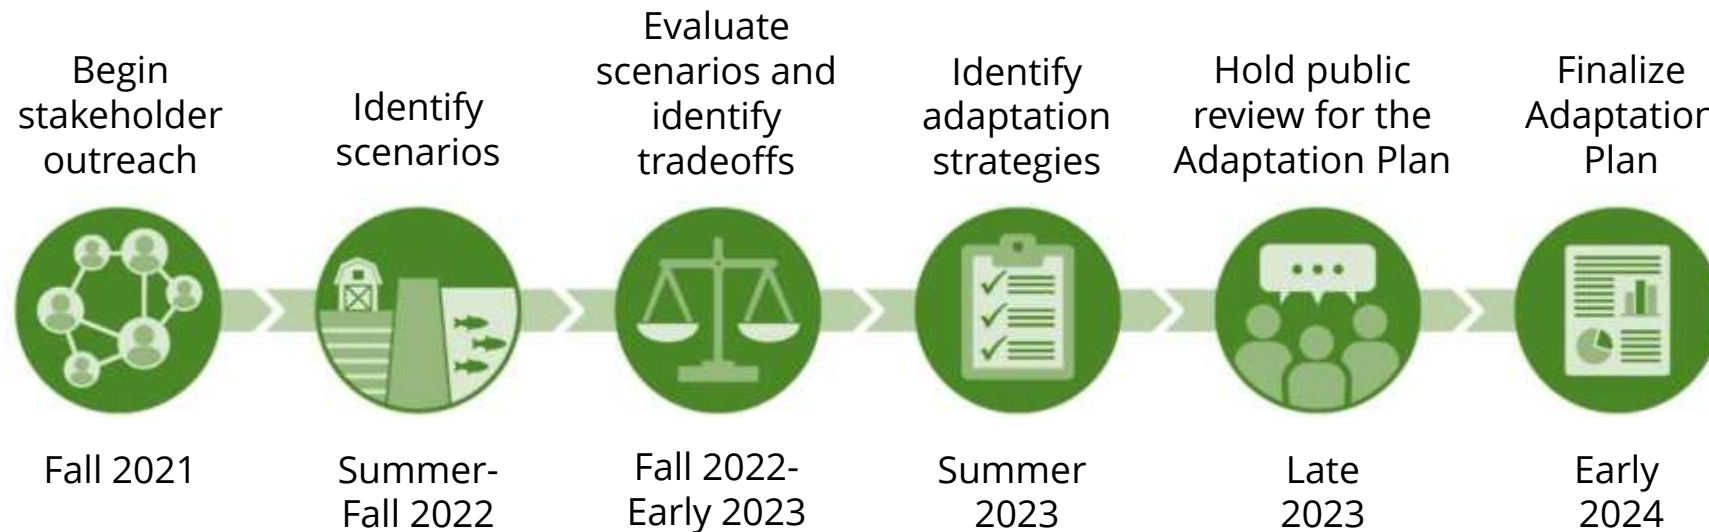 Begin
stakeholder
outreach
Identify
scenarios
Evaluate
scenarios and
identify
tradeoffs
Identify
adaptation
strategies
Hold public
review for the
Adaptation Plan
Finalize
Adaptation
Plan
Fall 2021
Summer-
Fall 2022
Fall 2022-
Early 2023
Summer
2023
Late
2023
Early
2024